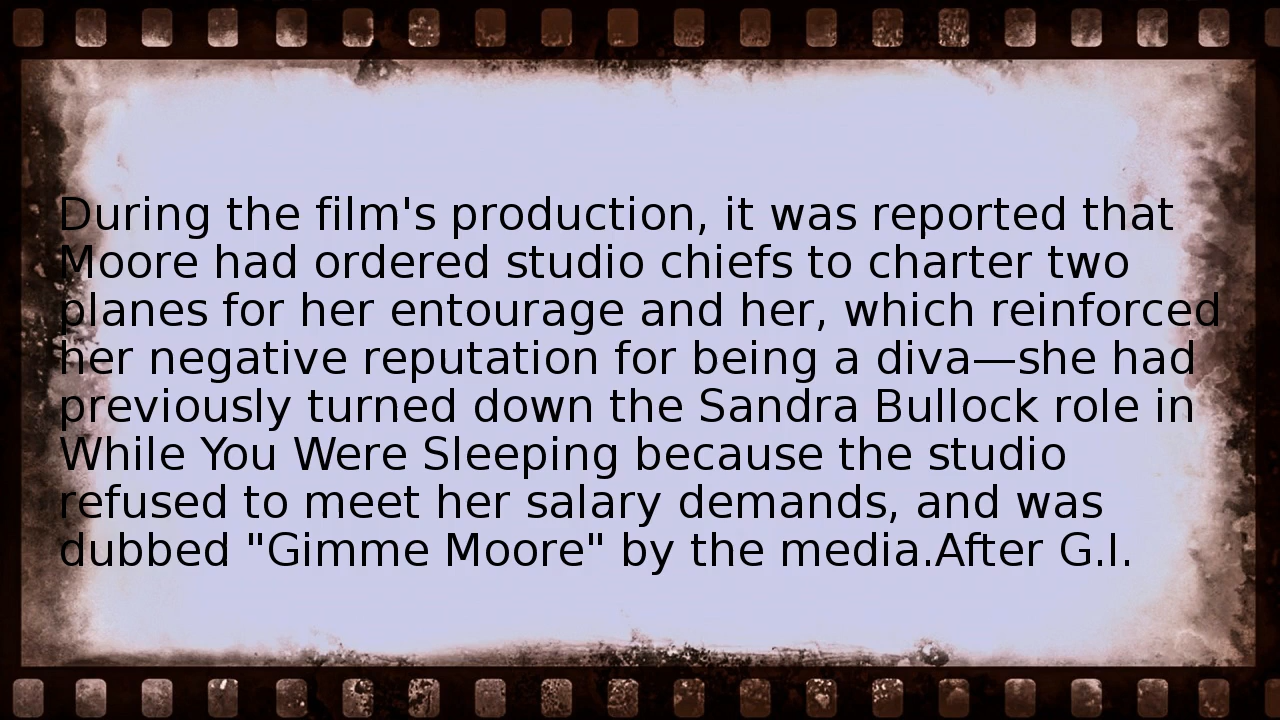 During the film's production, it was reported that
Moore had ordered studio chiefs to charter two
planes for her entourage and her, which reinforced
her negative reputation for being a diva—she had
previously turned down the Sandra Bullock role in
While You Were Sleeping because the studio
refused to meet her salary demands, and was
dubbed "Gimme Moore" by the media.After G.I.